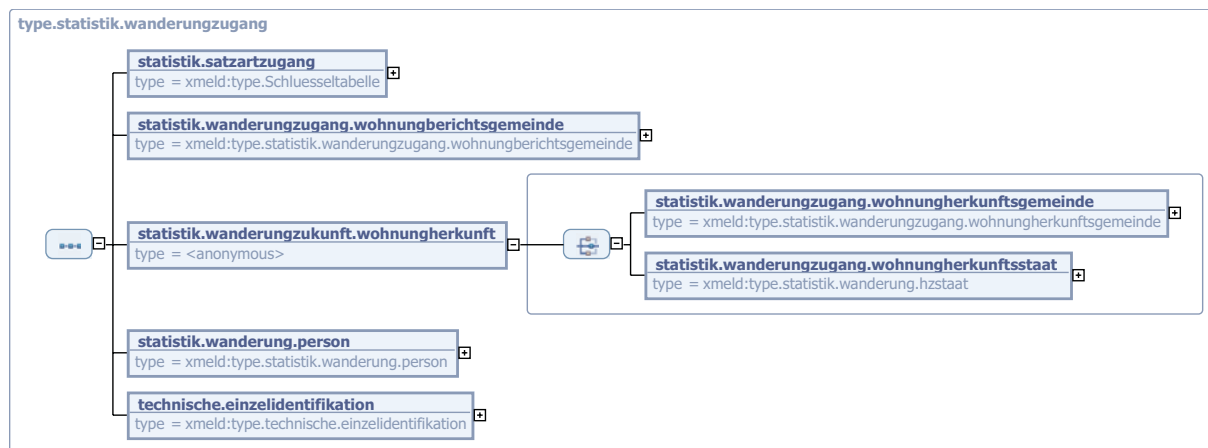 type.statistik.wanderungzugang
statistik.satzartzugang
type = xmeld:type.Schluesseltabelle
statistik.wanderungzugang.wohnungberichtsgemeinde
type = xmeld:type.statistik.wanderungzugang.wohnungberichtsgemeinde
statistik.wanderungzukunft.wohnungherkunft
type = <anonymous>
statistik.wanderungzugang.wohnungherkunftsgemeinde
type = xmeld:type.statistik.wanderungzugang.wohnungherkunftsgemeinde
statistik.wanderungzugang.wohnungherkunftsstaat
type = xmeld:type.statistik.wanderung.hzstaat
statistik.wanderung.person
type = xmeld:type.statistik.wanderung.person
technische.einzelidentifikation
type = xmeld:type.technische.einzelidentifikation